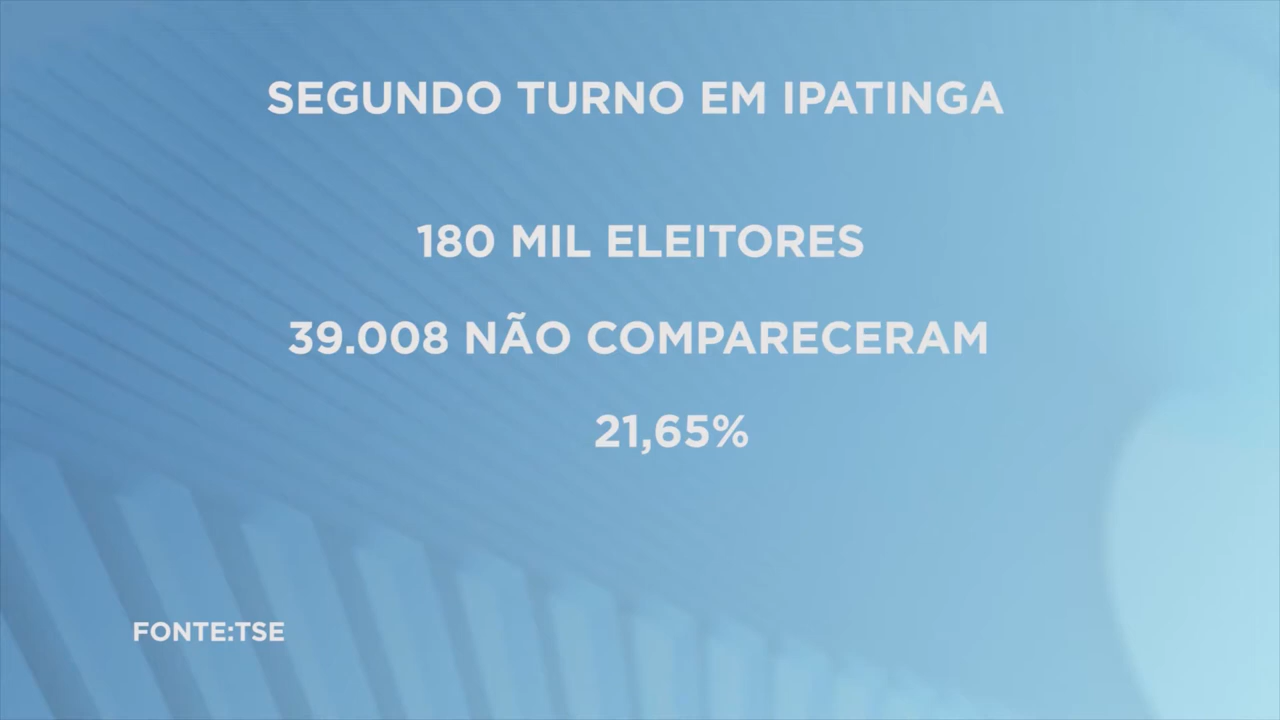 SEGUNDO TURNO EM IPATINGA
180 MIL ELEITORES
39.008 NÃO COMPARECERAM
21,65%
FONTE:TSE